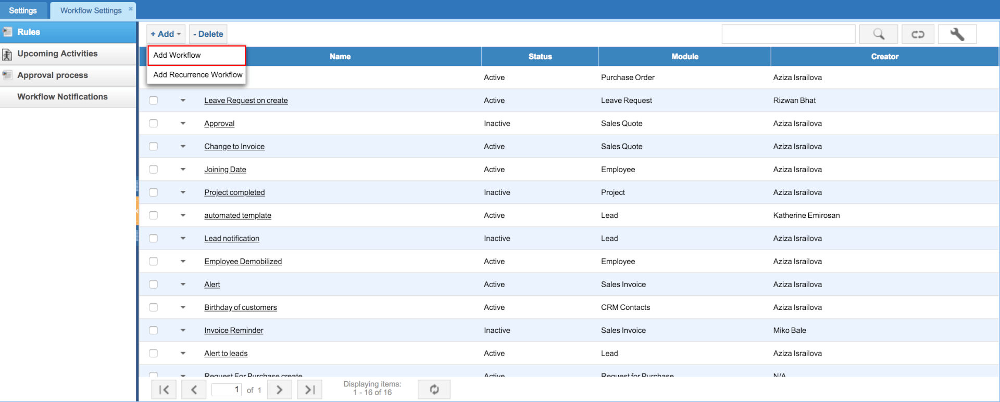 Settings
Workflow Settings
Rules
Upcoming Activities
Approval process
Workflow Notifications
+ Add
- Delete
Add Workflow
Add Recurrence Workflow
Name Status Module Creator
Active Purchase Order Aziza Israilova
Leave Request on create Active Leave Request Rizwan Bhat
Approval Inactive Sales Quote Aziza Israilova
Change to Invoice Active Sales Quote Aziza Israilova
Joining Date Active Employee Aziza Israilova
Project completed Inactive Project Aziza Israilova
automated template Active Lead Katherine Emirosan
Lead notification Inactive Lead Aziza Israilova
Employee Demobilized Active Employee Aziza Israilova
Alert Active Sales Invoice Aziza Israilova
Birthday of customers Active CRM Contacts Aziza Israilova
Invoice Reminder Inactive Sales Invoice Miko Bale
Alert to leads Active Lead Aziza Israilova
Request For Purchase create Active Request for Purchase N/A
1 of 1
Displaying items:
1 - 16 of 16